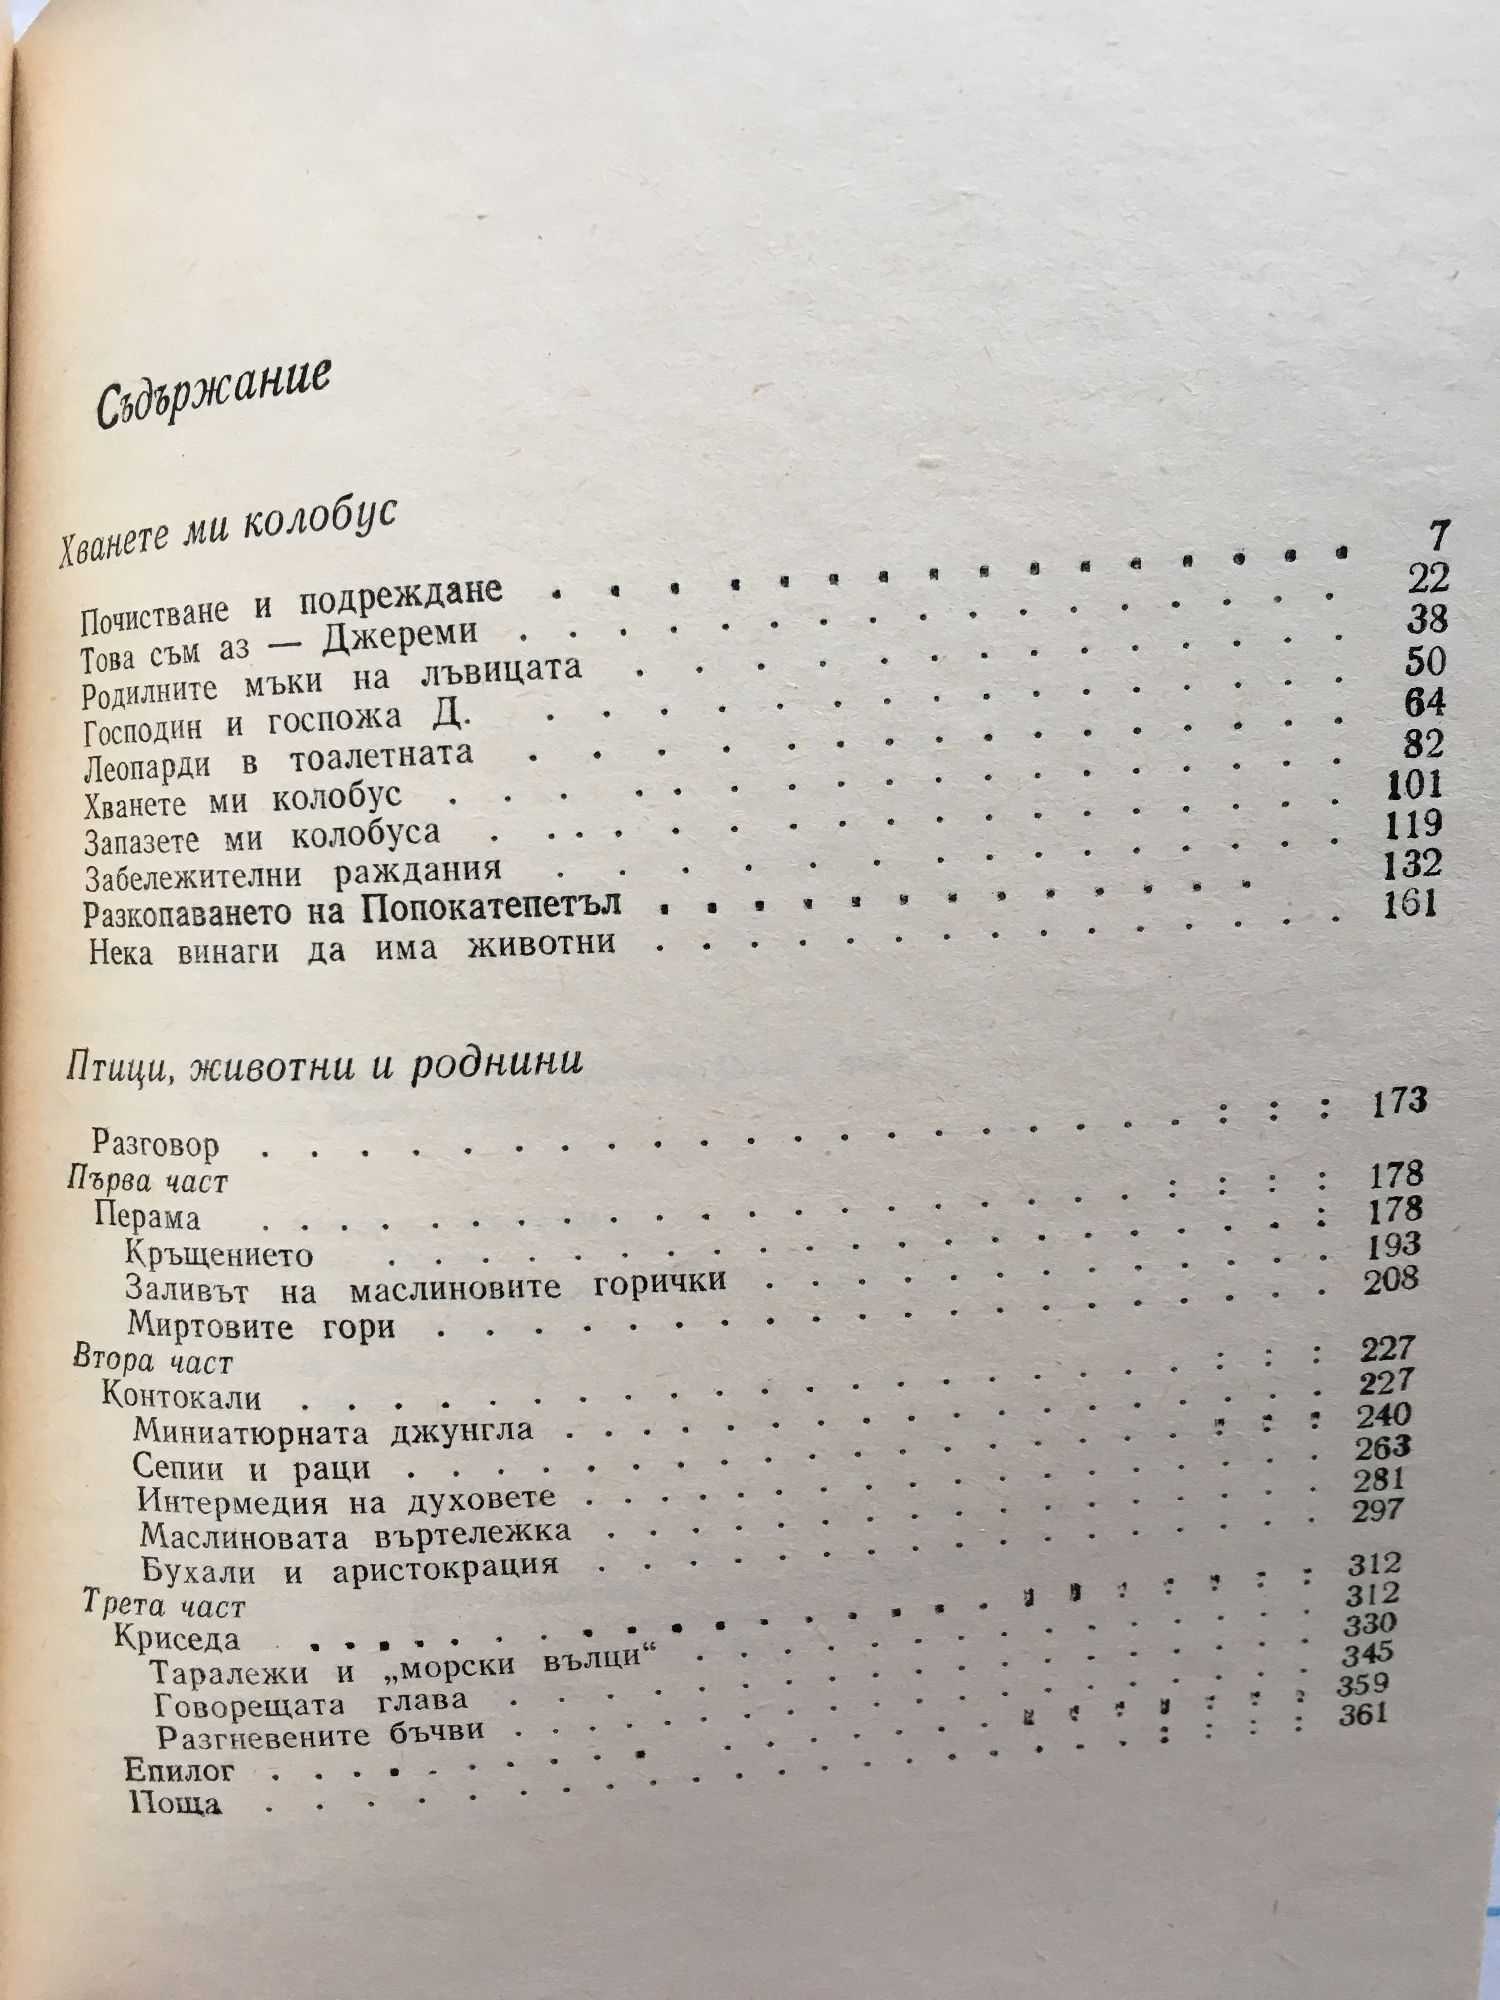 Съдържание
Хванете ми колобус
Почистване и подреждане . . . . . . . . . . . . . . . 7
Това съм аз — Джереми . . . . . . . . . . . . . . . 22
Родилните мъки на лъвицата . . . . . . . . . . . . . 38
Господин и госпожа Д. . . . . . . . . . . . . . . . 50
Леопарди в тоалетната . . . . . . . . . . . . . . . 64
Хванете ми колобус . . . . . . . . . . . . . . . . 82
Запазете ми колобуса . . . . . . . . . . . . . . . 101
Забележителни раждания . . . . . . . . . . . . . . 119
Разкопаването на Попокатепетъл . . . . . . . . . . . . 132
Нека винаги да има животни . . . . . . . . . . . . . 161
Птици, животни и роднини
Разговор . . . . . . . . . . . . . . . . . . . . 173
Първа част
Перама . . . . . . . . . . . . . . . . . . . . 178
Кръщението . . . . . . . . . . . . . . . . . . 178
Заливът на маслиновите горички . . . . . . . . . . . 193
Миртовите гори . . . . . . . . . . . . . . . . . 208
Втора част
Контокали . . . . . . . . . . . . . . . . . . . 227
Миниатюрната джунгла . . . . . . . . . . . . . . . 227
Сепии и раци . . . . . . . . . . . . . . . . . . 240
Интермедия на духовете . . . . . . . . . . . . . . 263
Маслиновата въртележка . . . . . . . . . . . . . . 281
Бухали и аристокрация . . . . . . . . . . . . . . 297
Трета част
Криседа . . . . . . . . . . . . . . . . . . . . 312
Таралежи и „морски вълци“ . . . . . . . . . . . . . 312
Говорещата глава . . . . . . . . . . . . . . . . 330
Разгневените бъчви . . . . . . . . . . . . . . . . 345
Епилог . . . . . . . . . . . . . . . . . . . . 359
Поща . . . . . . . . . . . . . . . . . . . . . 361